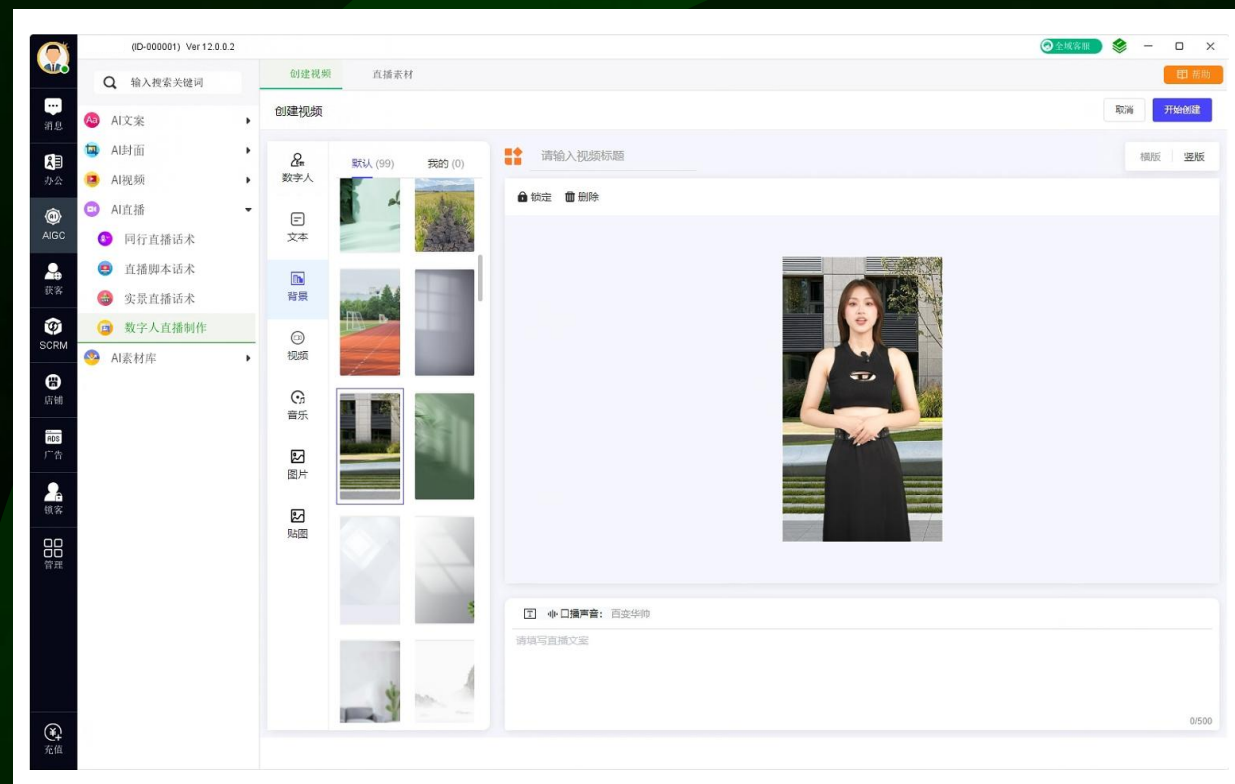 (ID-000001) Ver 12.0.0.2
全域客服
输入搜索关键词
创建视频
直播素材
帮助
消息
办公
AIGC
获客
SCRM
店铺
ADS
广告
锁客
管理
充值
Aa
AI文案
AI封面
AI视频
AI直播
同行直播话术
直播脚本话术
实景直播话术
数字人直播制作
AI素材库
创建视频
取消
开始创建
数字人
文本
背景
视频
音乐
图片
贴图
默认 (99)
我的 (0)
请输入视频标题
横版
竖版
锁定
删除
口播声音：百变华帅
请填写直播文案
0/500